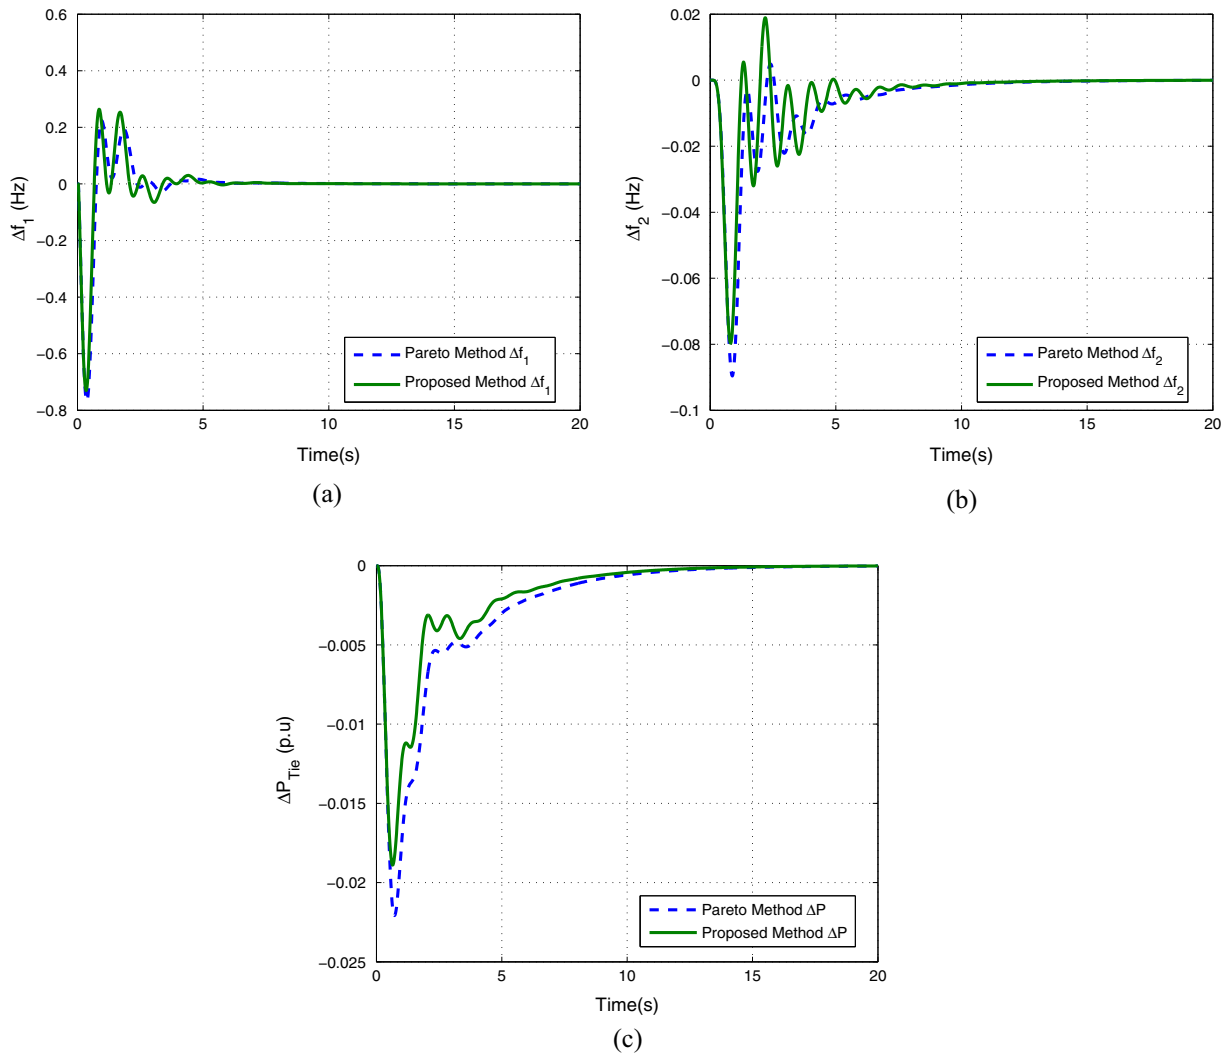 0.6
0.4
0.2
0
−0.2
−0.4
−0.6
−0.8
Δf1 (Hz)
0 5 10 15 20
Time(s)
Pareto Method Δf1
Proposed Method Δf1
(a)
0.02
0
−0.02
−0.04
−0.06
−0.08
−0.1
Δf2 (Hz)
0 5 10 15 20
Time(s)
Pareto Method Δf2
Proposed Method Δf2
(b)
0
−0.005
−0.01
−0.015
−0.02
−0.025
ΔPTie (p.u)
0 5 10 15 20
Time(s)
Pareto Method ΔP
Proposed Method ΔP
(c)